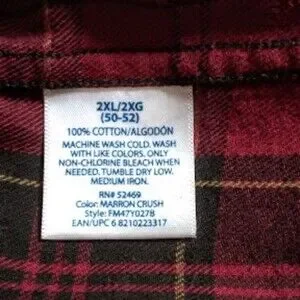 2XL/2XG
(50-52)
100% COTTON/ALGODÓN
MACHINE WASH COLD. WASH
WITH LIKE COLORS. ONLY
NON-CHLORINE BLEACH WHEN
NEEDED. TUMBLE DRY LOW.
MEDIUM IRON.
RN# 52469
Color: MARRON CRUSH
Style: FM47Y027B
EAN/UPC 6 8210223317